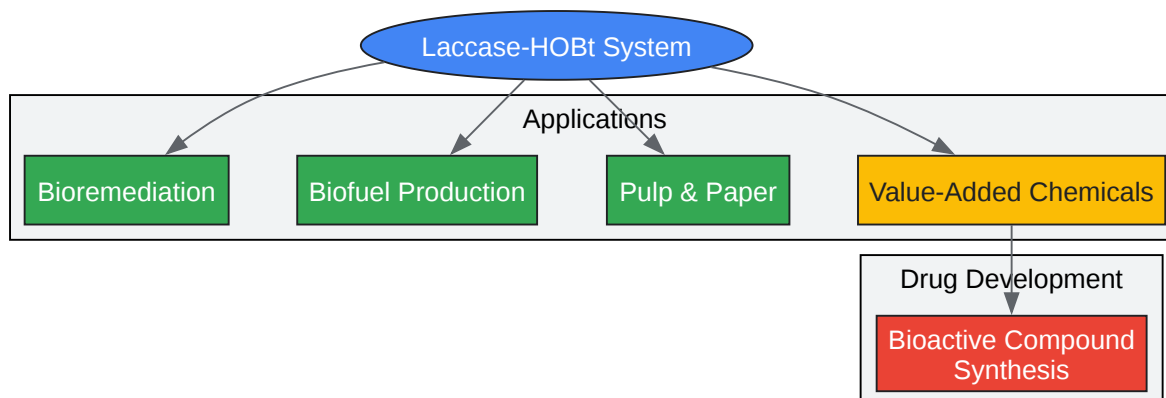 Laccase-HOBt System
Applications
Bioremediation
Biofuel Production
Pulp & Paper
Value-Added Chemicals
Drug Development
Bioactive Compound
Synthesis